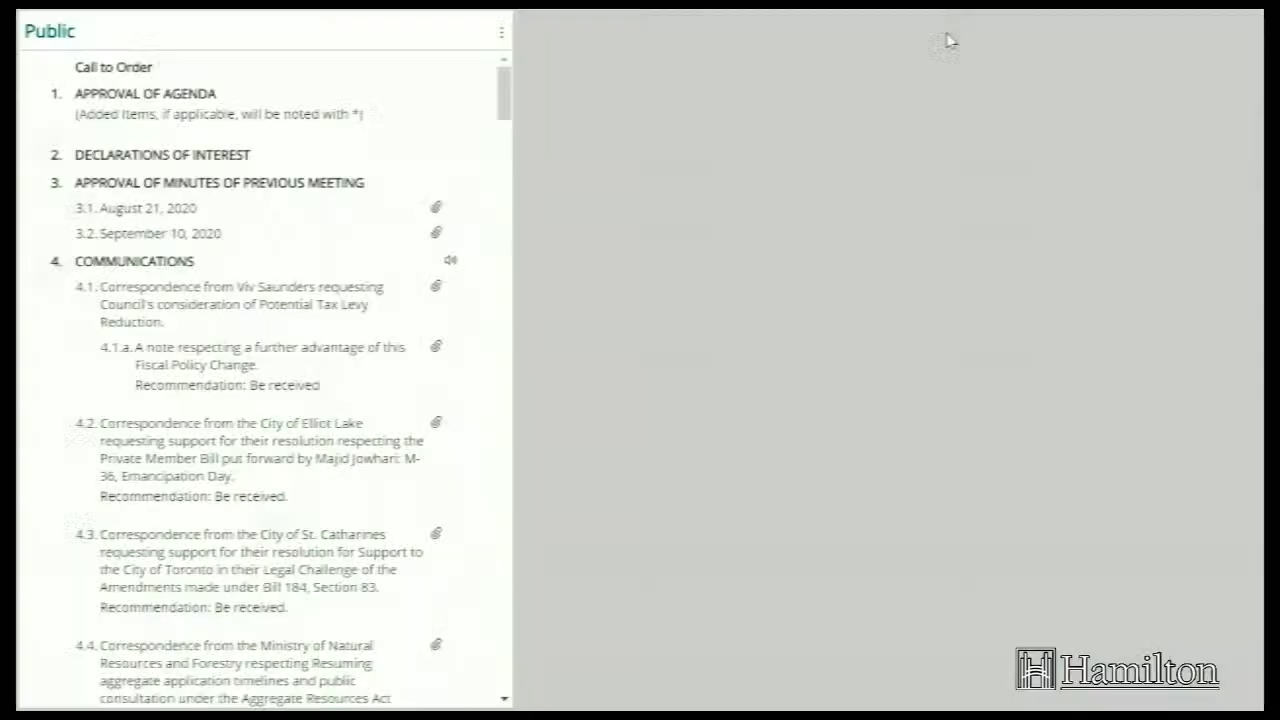 Public
Call to Order
1. APPROVAL OF AGENDA
(Added Items, if applicable, will be noted with *)
2. DECLARATIONS OF INTEREST
3. APPROVAL OF MINUTES OF PREVIOUS MEETING
3.1. August 21, 2020
3.2. September 10, 2020
4. COMMUNICATIONS
4.1. Correspondence from Viv Saunders requesting
Council's consideration of Potential Tax Levy
Reduction.
4.1.a. A note respecting a further advantage of this
Fiscal Policy Change.
Recommendation: Be received
4.2. Correspondence from the City of Elliot Lake
requesting support for their resolution respecting the
Private Member Bill put forward by Majid Jowhari: M-
36, Emancipation Day.
Recommendation: Be received.
4.3. Correspondence from the City of St. Catharines
requesting support for their resolution for Support to
the City of Toronto in their Legal Challenge of the
Amendments made under Bill 184, Section 83.
Recommendation: Be received.
4.4. Correspondence from the Ministry of Natural
Resources and Forestry respecting Resuming
aggregate application timelines and public
consultation under the Aggregate Resources Act
Hamilton